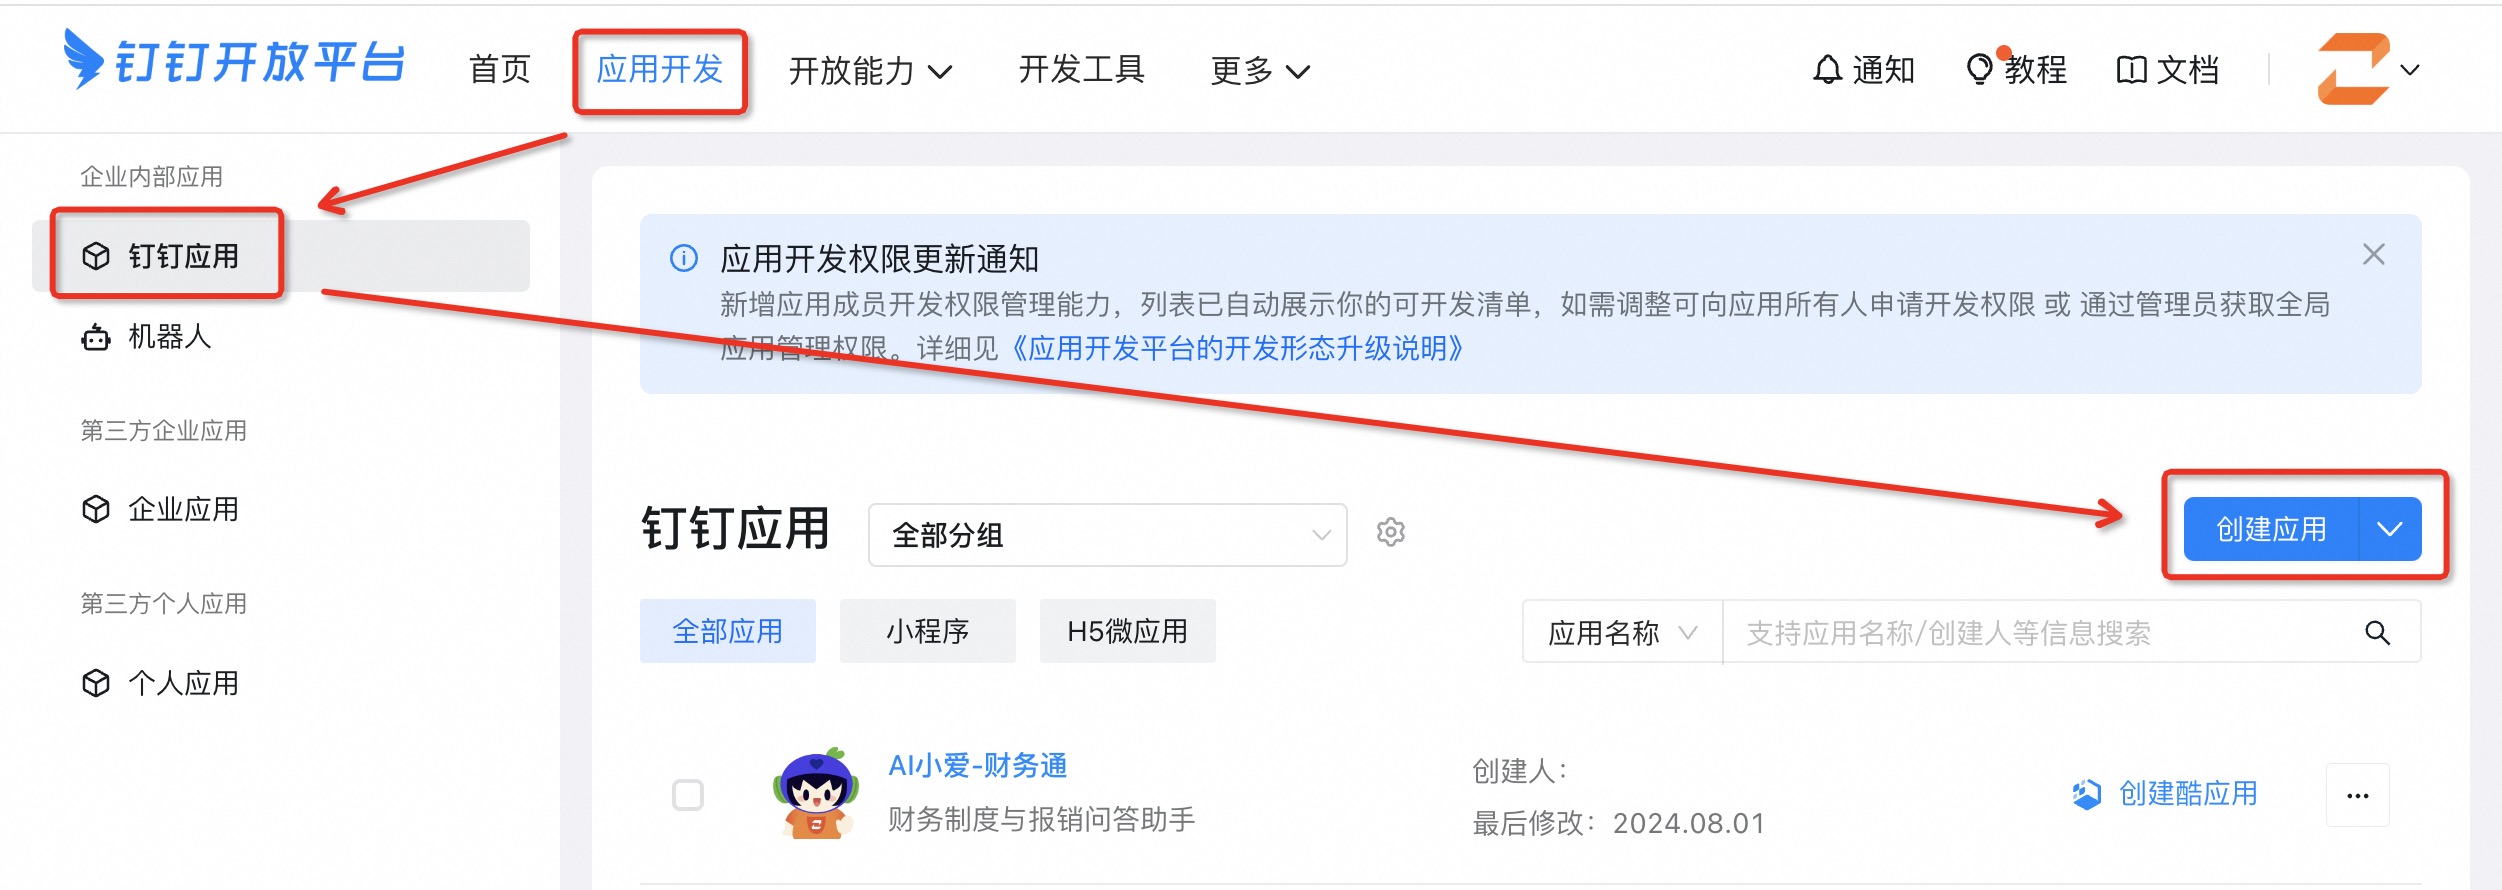 钉钉开放平台
首页
应用开发
开放能力
开发工具
更多
通知
教程
文档
企业内部应用
钉钉应用
机器人
第三方企业应用
企业应用
第三方个人应用
个人应用
应用开发权限更新通知
新增应用成员开发权限管理能力，列表已自动展示你的可开发清单，如需调整可向应用所有人申请开发权限 或 通过管理员获取全局
应用管理权限。详细见《应用开发平台的开发形态升级说明》
钉钉应用
全部分组
创建应用
全部应用
小程序
H5微应用
应用名称
支持应用名称/创建人等信息搜索
AI小爱-财务通
财务制度与报销问答助手
创建人：
最后修改：2024.08.01
创建酷应用